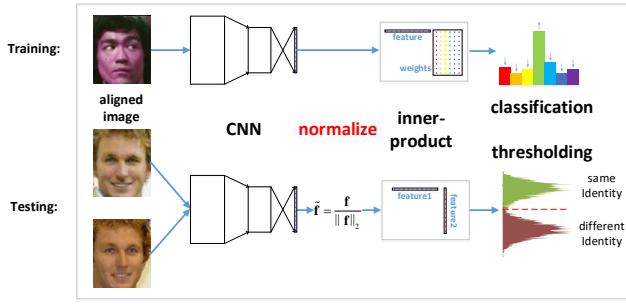 Training:
feature
weights
aligned
image
CNN
normalize
inner-
product
classification
thresholding
Testing:
f̃ = f / || f ||₂
feature1
feature2
same
Identity
different
Identity